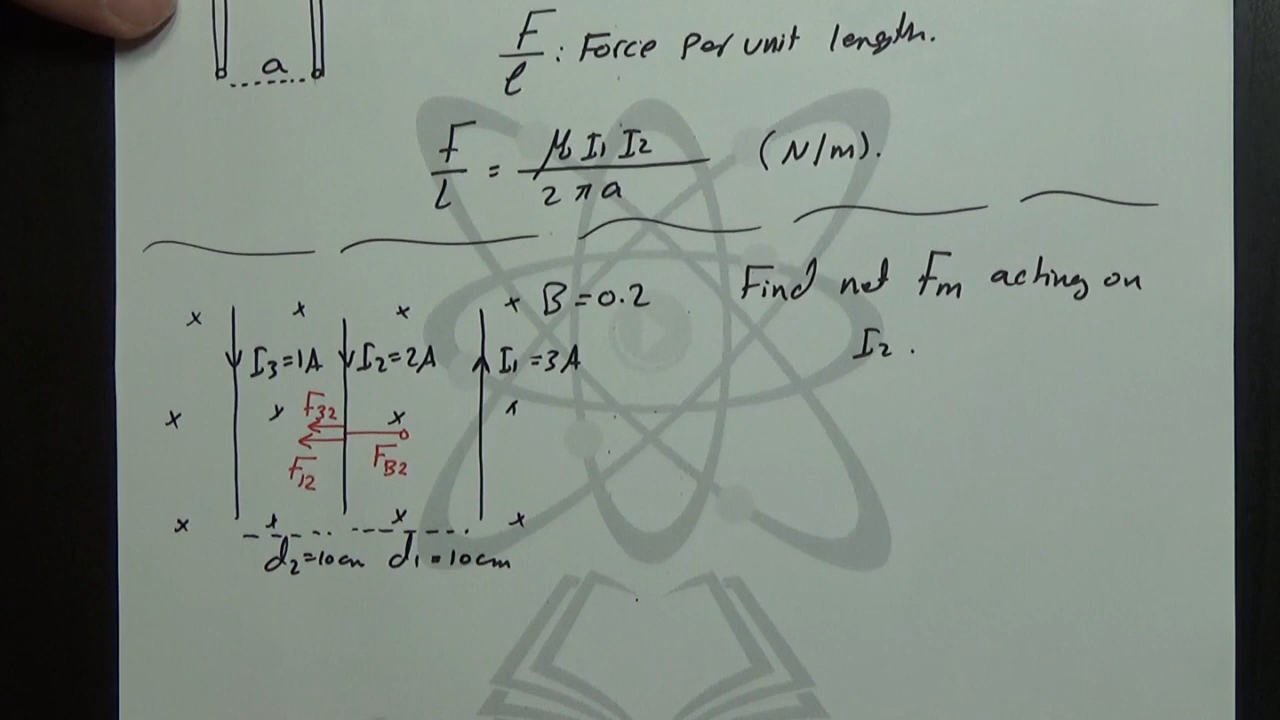 a
F/ℓ : Force Per unit length.
F/L = μ₀ I₁ I₂ / 2 π a (N/m).
x x x x B = 0.2
Find net Fm acting on
I₂ .
I₃ = 1A I₂ = 2A I₁ = 3A
F32
x x x x
F12 FB2
x x x x
d₂ = 10cm d₁ = 10cm